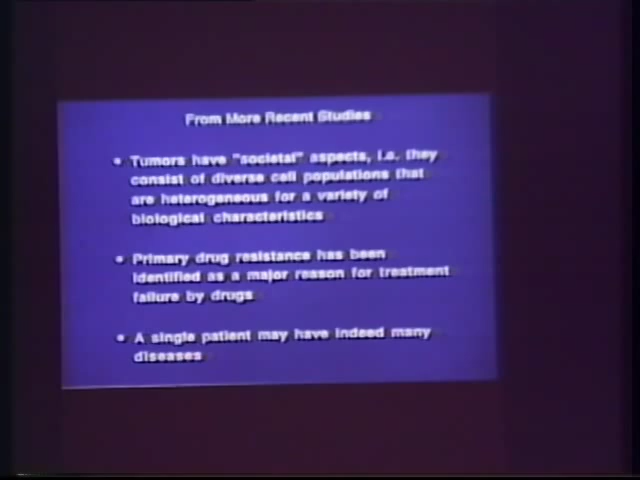 From More Recent Studies
• Tumors have "societal" aspects, i.e. they
consist of diverse cell populations that
are heterogeneous for a variety of
biological characteristics
• Primary drug resistance has been
identified as a major reason for treatment
failure by drugs
• A single patient may have indeed many
diseases